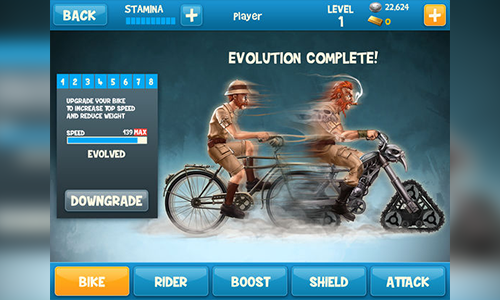 BACK
STAMINA
Player
LEVEL
1
22,624
0
EVOLUTION COMPLETE!
1 2 3 4 5 6 7 8
UPGRADE YOUR BIKE
TO INCREASE TOP SPEED
AND REDUCE WEIGHT
SPEED 139 MAX
EVOLVED
DOWNGRADE
BIKE RIDER BOOST SHIELD ATTACK